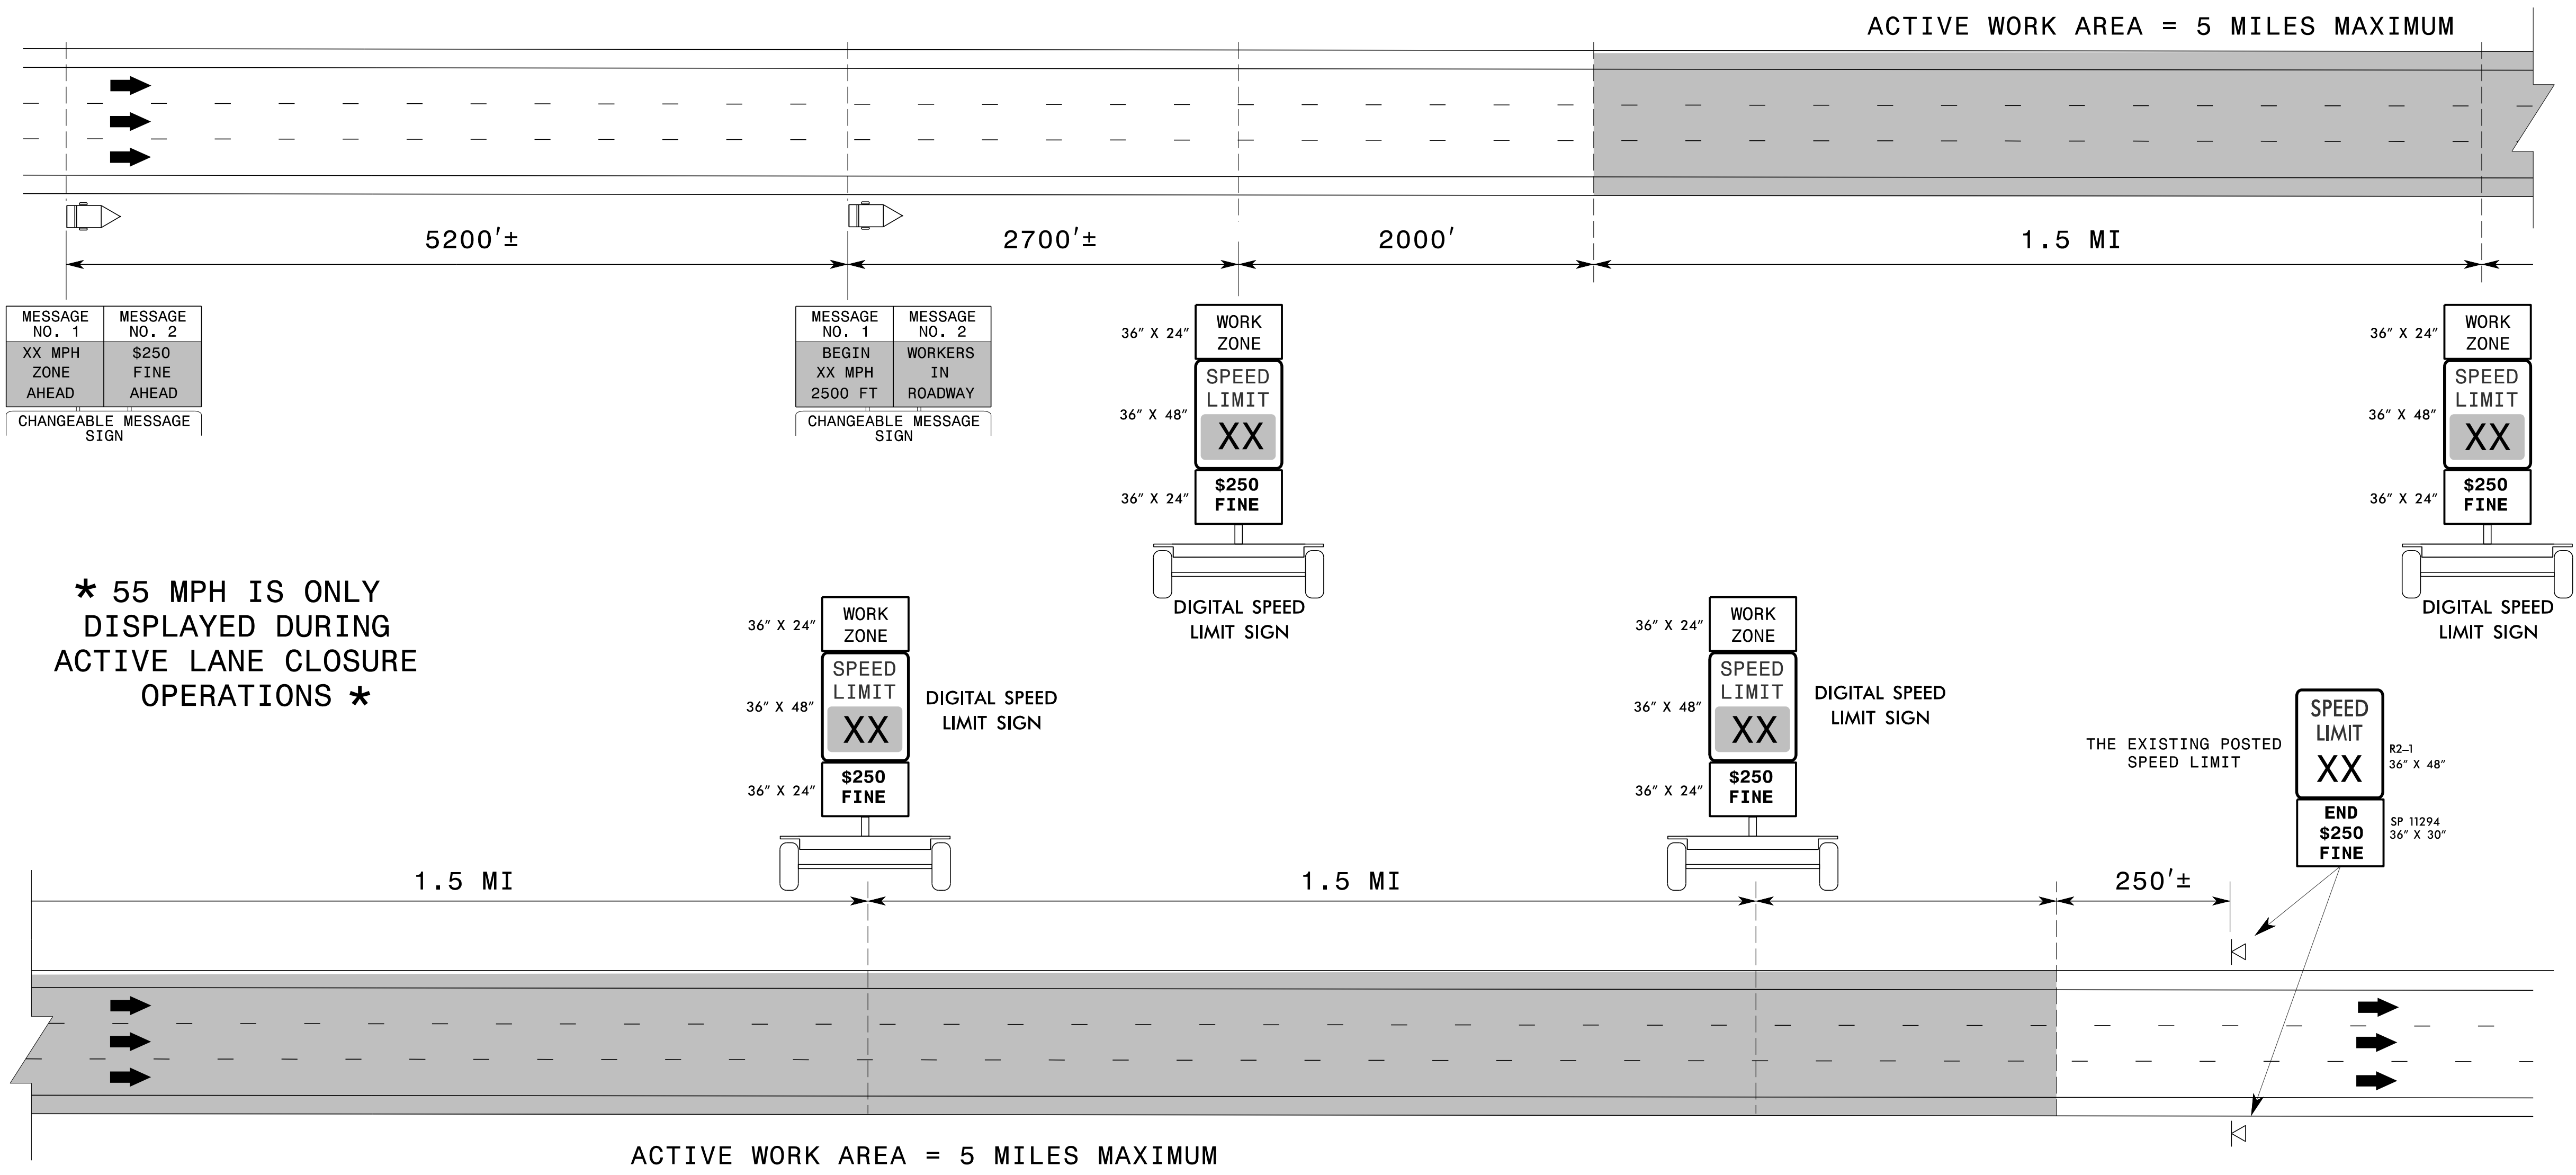 ACTIVE WORK AREA = 5 MILES MAXIMUM
5200'±
2700'±
2000'
1.5 MI
MESSAGE
NO. 1
MESSAGE
NO. 2
XX MPH
ZONE
AHEAD
$250
FINE
AHEAD
CHANGEABLE MESSAGE
SIGN
MESSAGE
NO. 1
MESSAGE
NO. 2
BEGIN
XX MPH
2500 FT
WORKERS
IN
ROADWAY
CHANGEABLE MESSAGE
SIGN
36" X 24"
WORK
ZONE
36" X 48"
SPEED
LIMIT
XX
36" X 24"
$250
FINE
DIGITAL SPEED
LIMIT SIGN
36" X 24"
WORK
ZONE
36" X 48"
SPEED
LIMIT
XX
36" X 24"
$250
FINE
DIGITAL SPEED
LIMIT SIGN
* 55 MPH IS ONLY
DISPLAYED DURING
ACTIVE LANE CLOSURE
OPERATIONS *
36" X 24"
WORK
ZONE
36" X 48"
SPEED
LIMIT
XX
36" X 24"
$250
FINE
DIGITAL SPEED
LIMIT SIGN
36" X 24"
WORK
ZONE
36" X 48"
SPEED
LIMIT
XX
36" X 24"
$250
FINE
DIGITAL SPEED
LIMIT SIGN
THE EXISTING POSTED
SPEED LIMIT
SPEED
LIMIT
XX
R2-1
36" X 48"
END
$250
FINE
SP 11294
36" X 30"
1.5 MI
1.5 MI
250'±
ACTIVE WORK AREA = 5 MILES MAXIMUM